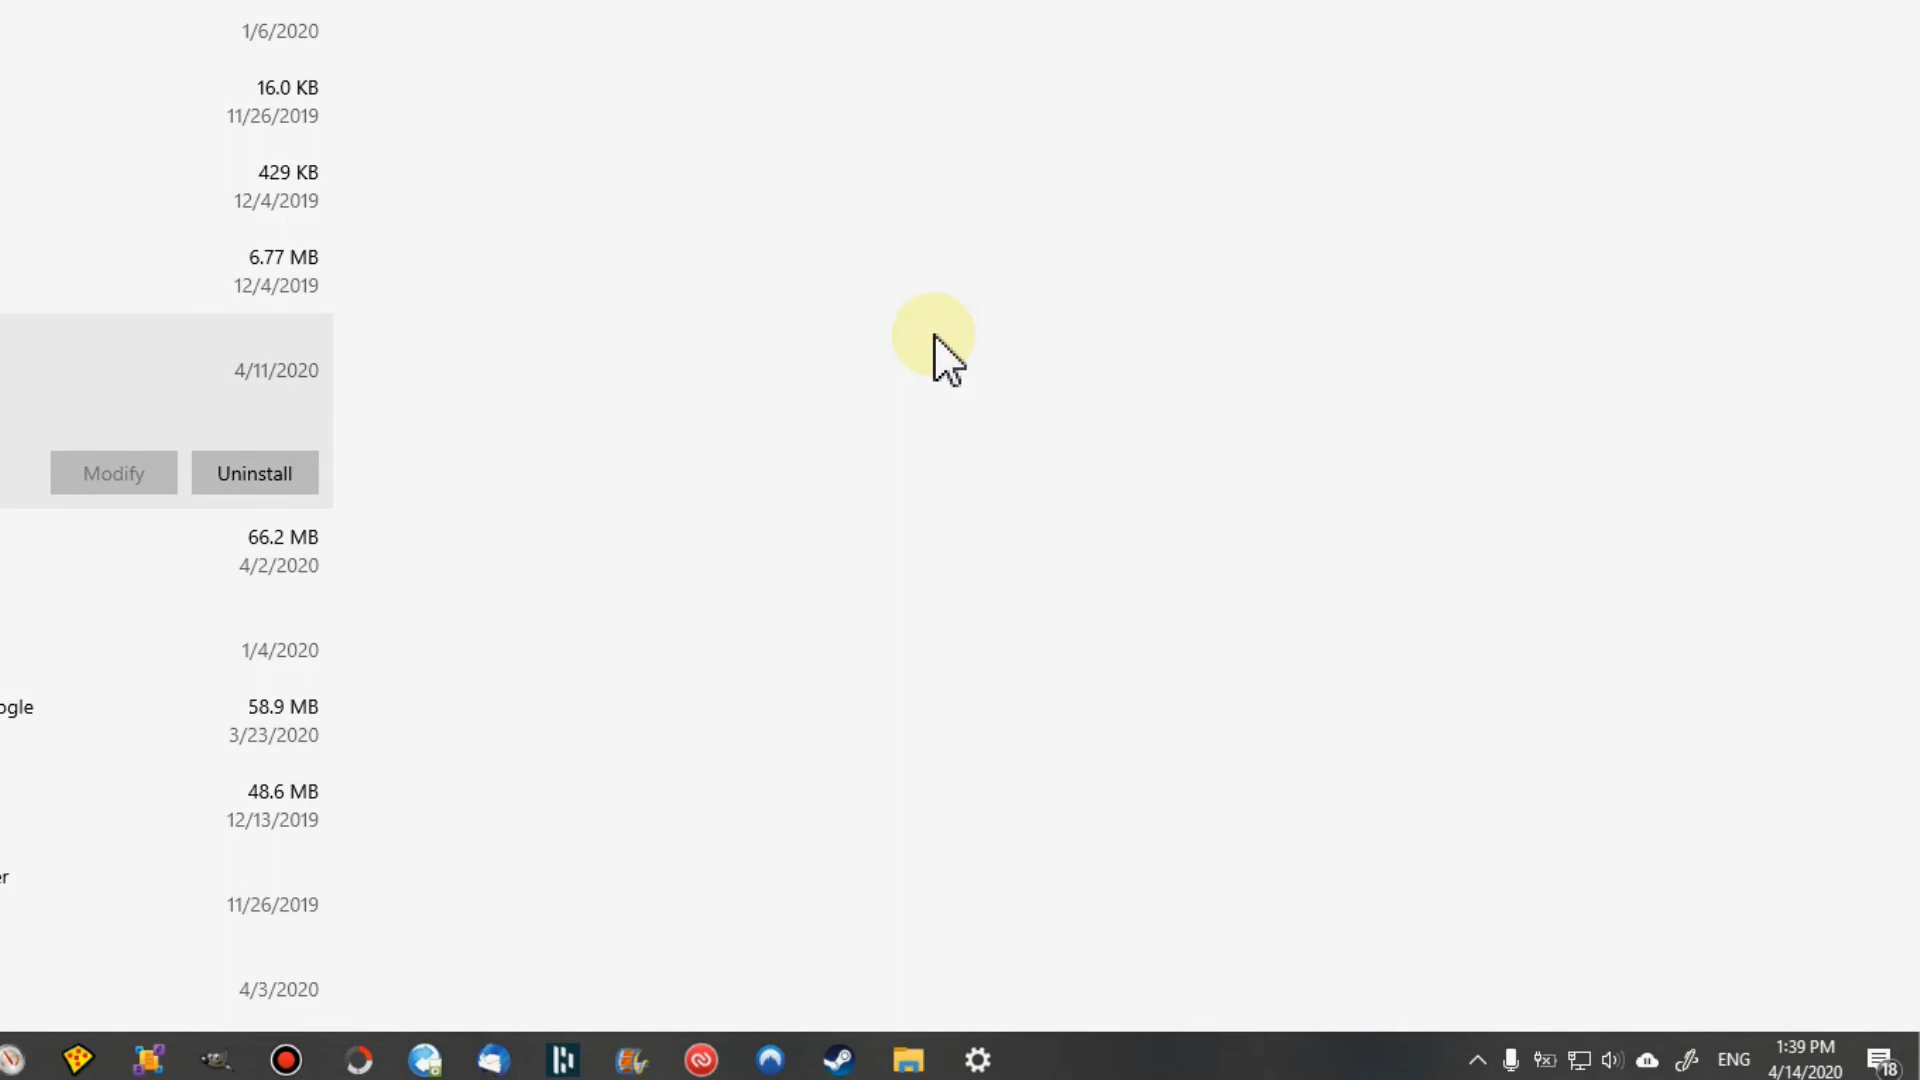 1/6/2020
16.0 KB
11/26/2019
429 KB
12/4/2019
6.77 MB
12/4/2019
4/11/2020
Modify
Uninstall
66.2 MB
4/2/2020
1/4/2020
ogle
58.9 MB
3/23/2020
48.6 MB
12/13/2019
er
11/26/2019
4/3/2020
ENG
1:39 PM
4/14/2020
18